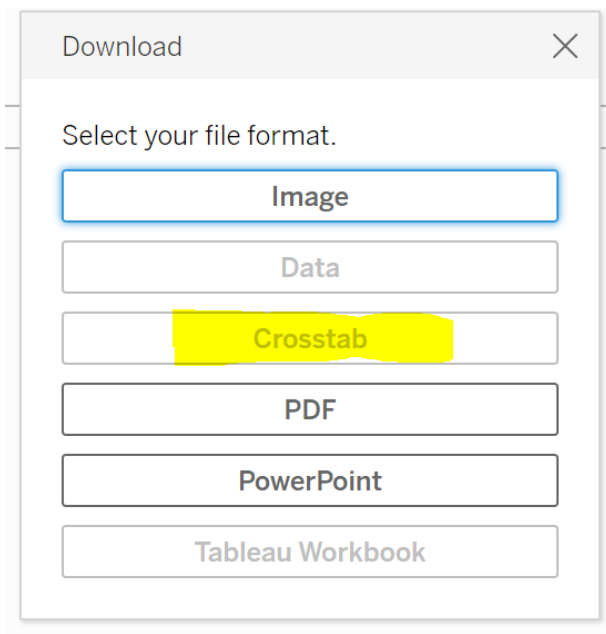 Download
Select your file format.
Image
Data
Crosstab
PDF
PowerPoint
Tableau Workbook